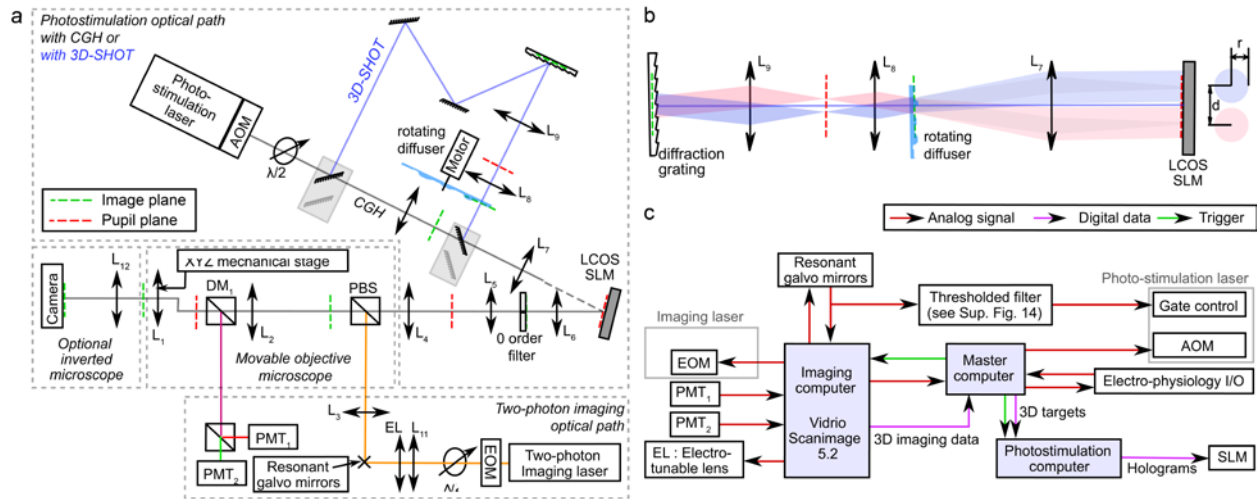 a
Photostimulation optical path
with CGH or
with 3D-SHOT
Photo-
stimulation
laser
AOM
λ/2
3D-SHOT
rotating
diffuser
Motor
L9
L8
CGH
L7
Image plane
Pupil plane
LCOS
SLM
Camera
L12
XYZ mechanical stage
L1
DM1
L2
PBS
L4
L5
0 order
filter
L6
Optional
inverted
microscope
Movable objective
microscope
L3
Two-photon imaging
optical path
PMT1
PMT2
Resonant
galvo mirrors
EL
L11
EOM
Two-photon
Imaging laser
b
L9
L8
L7
r
d
diffraction
grating
rotating
diffuser
LCOS
SLM
c
Analog signal
Digital data
Trigger
Resonant
galvo mirrors
Thresholded filter
(see Sup. Fig. 14)
Photo-stimulation laser
Gate control
AOM
Imaging laser
EOM
PMT1
PMT2
EL : Electro-
tunable lens
Imaging
computer
Vidrio
Scanimage
5.2
Master
computer
Electro-physiology I/O
3D targets
3D imaging data
Photostimulation
computer
Holograms
SLM